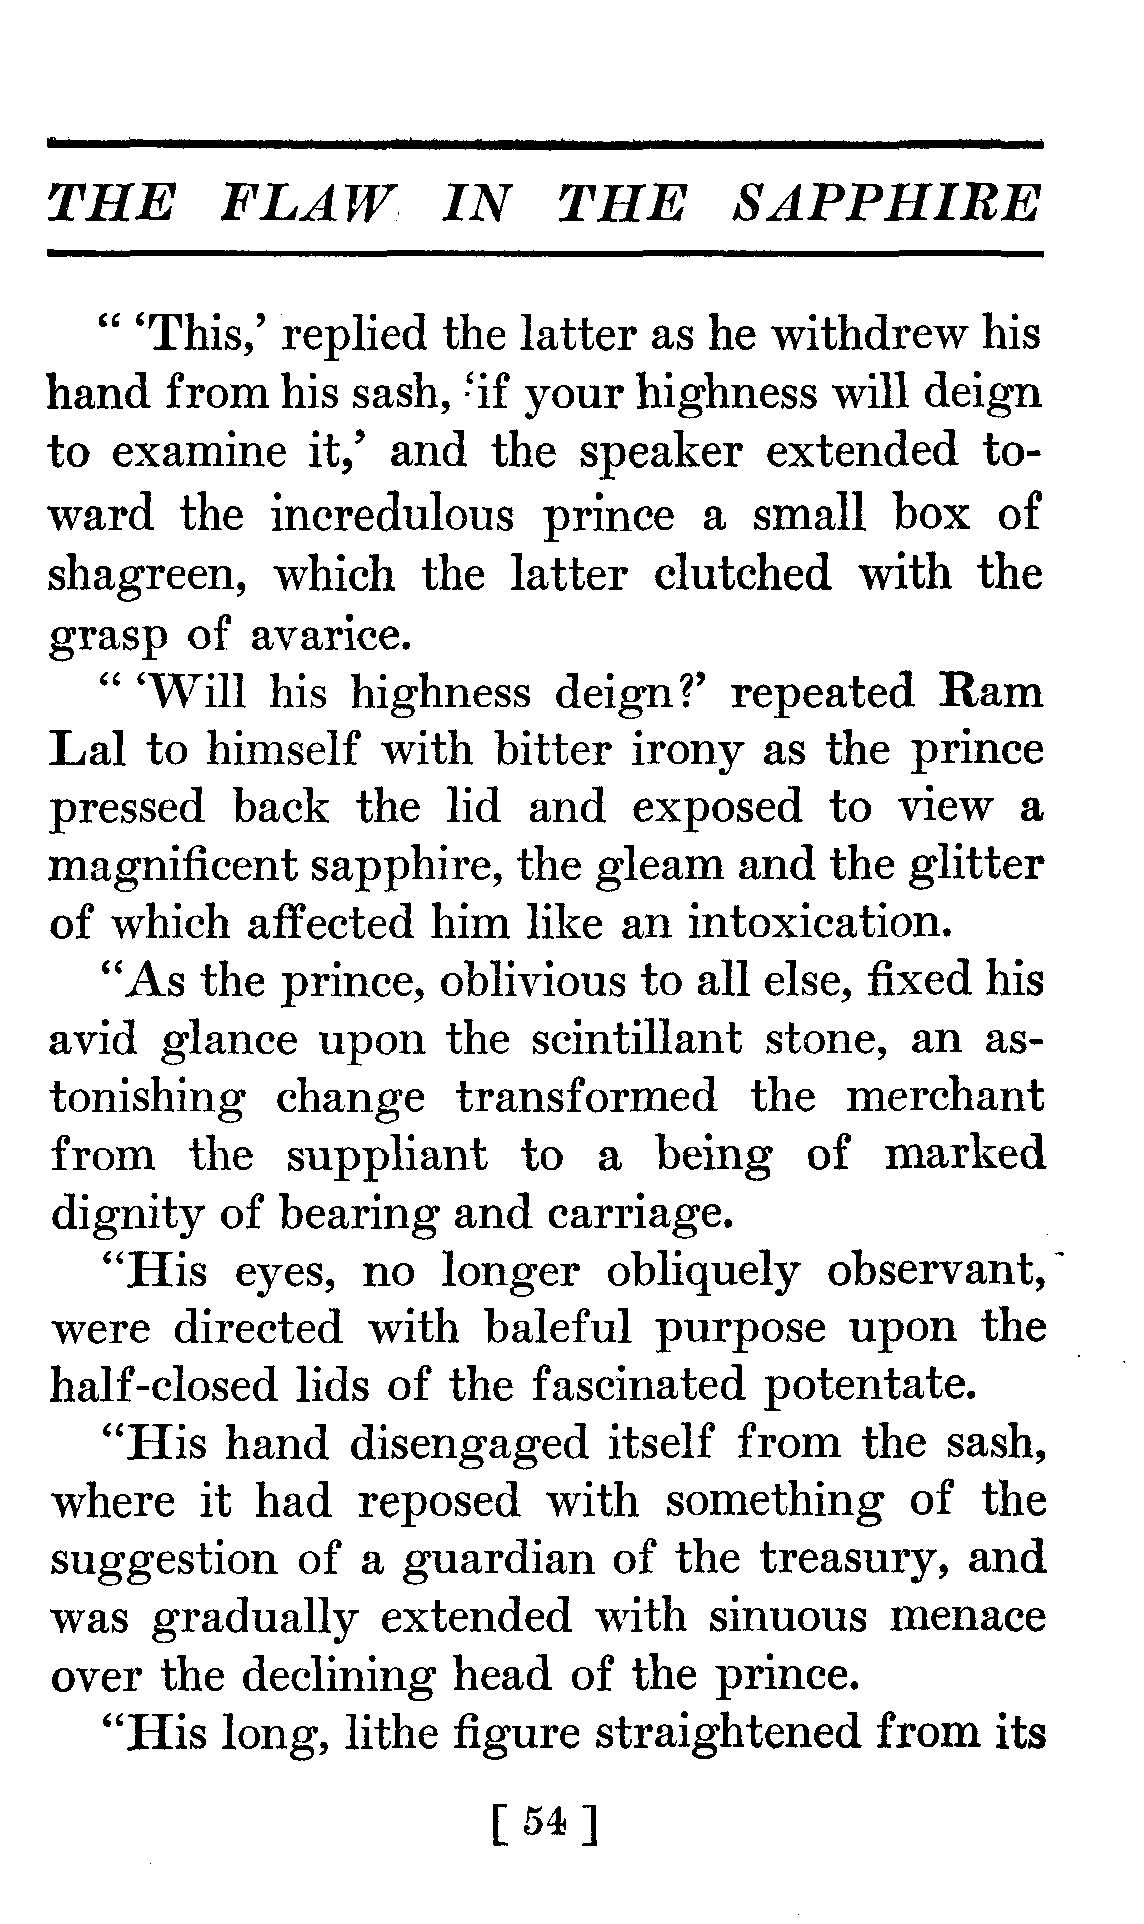 THE FLAW IN THE SAPPHIRE
“ ‘This,’ replied the latter as he withdrew his
hand from his sash, ‘if your highness will deign
to examine it,’ and the speaker extended to-
ward the incredulous prince a small box of
shagreen, which the latter clutched with the
grasp of avarice.
“ ‘Will his highness deign?’ repeated Ram
Lal to himself with bitter irony as the prince
pressed back the lid and exposed to view a
magnificent sapphire, the gleam and the glitter
of which affected him like an intoxication.
“As the prince, oblivious to all else, fixed his
avid glance upon the scintillant stone, an as-
tonishing change transformed the merchant
from the suppliant to a being of marked
dignity of bearing and carriage.
“His eyes, no longer obliquely observant,
were directed with baleful purpose upon the
half-closed lids of the fascinated potentate.
“His hand disengaged itself from the sash,
where it had reposed with something of the
suggestion of a guardian of the treasury, and
was gradually extended with sinuous menace
over the declining head of the prince.
“His long, lithe figure straightened from its
[ 54 ]